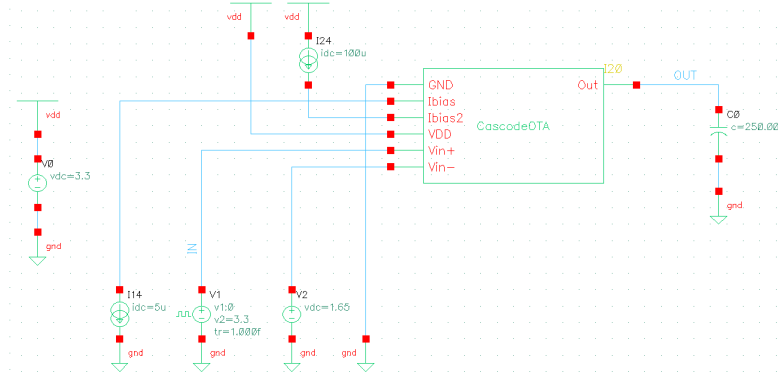 vdd
vdd
I24
idc=100u
I20
GND
Out
OUT
Ibias
Ibias2
CascodeOTA
VDD
Vin+
Vin-
vdd
C0
c=250.00
V0
vdc=3.3
gnd
gnd
IN
I14
idc=5u
V1
v1:0
v2=3.3
tr=1.000f
V2
vdc=1.65
gnd
gnd
gnd
gnd